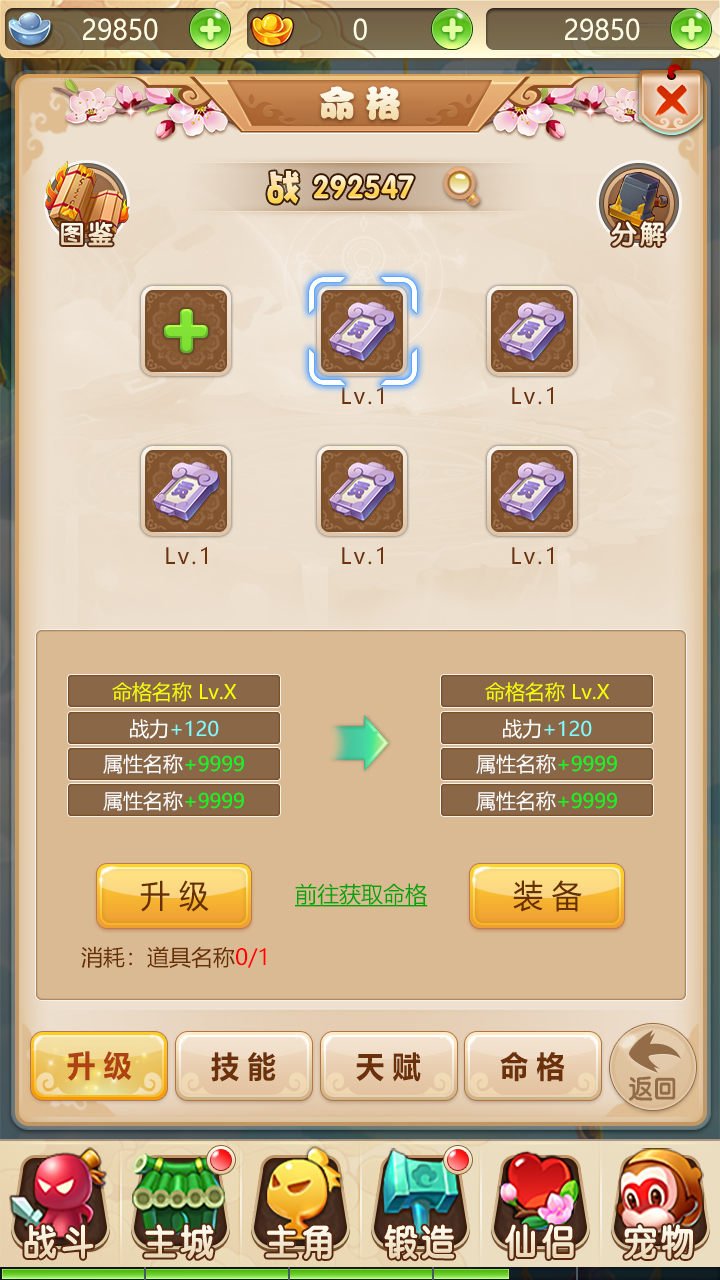 29850 0 29850
命格
战 292547
图鉴 分解
Lv.1 Lv.1
Lv.1 Lv.1 Lv.1
命格名称 Lv.X 命格名称 Lv.X
战力+120 战力+120
属性名称+9999 属性名称+9999
属性名称+9999 属性名称+9999
升级 前往获取命格 装备
消耗：道具名称0/1
升级 技能 天赋 命格 返回
战斗 主城 主角 锻造 仙侣 宠物